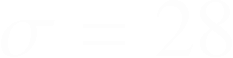 σ = 28